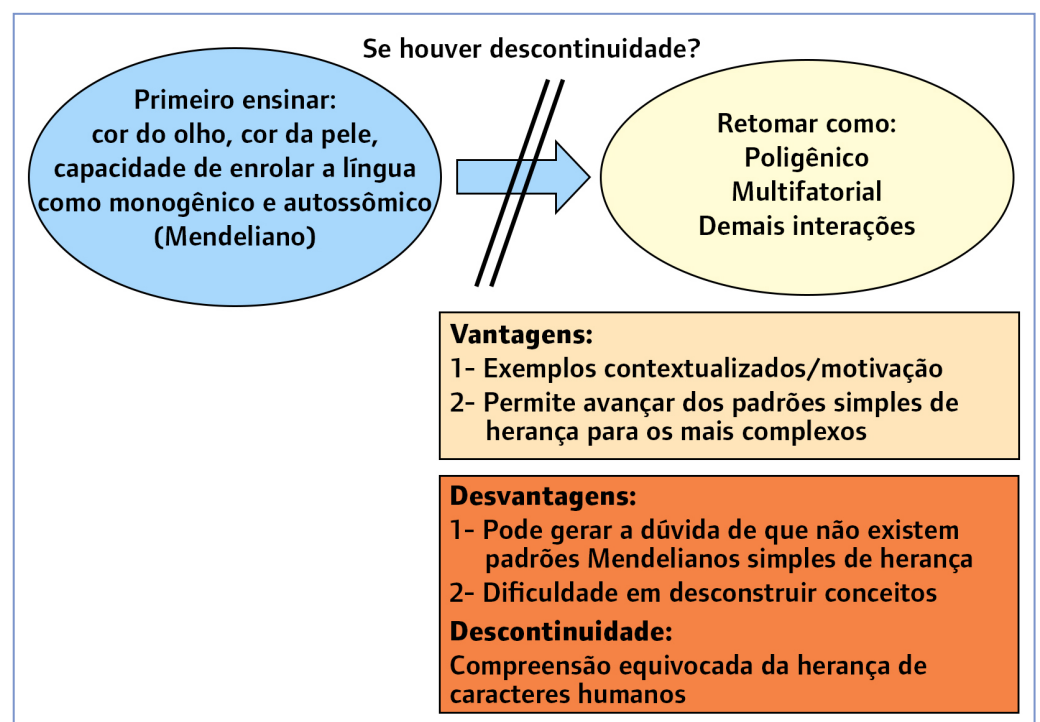 Se houver descontinuidade?
Primeiro ensinar:
cor do olho, cor da pele,
capacidade de enrolar a língua
como monogênico e autossômico
(Mendeliano)
Retomar como:
Poligênico
Multifatorial
Demais interações
Vantagens:
1- Exemplos contextualizados/motivação
2- Permite avançar dos padrões simples de
herança para os mais complexos
Desvantagens:
1- Pode gerar a dúvida de que não existem
padrões Mendelianos simples de herança
2- Dificuldade em desconstruir conceitos
Descontinuidade:
Compreensão equivocada da herança de
caracteres humanos